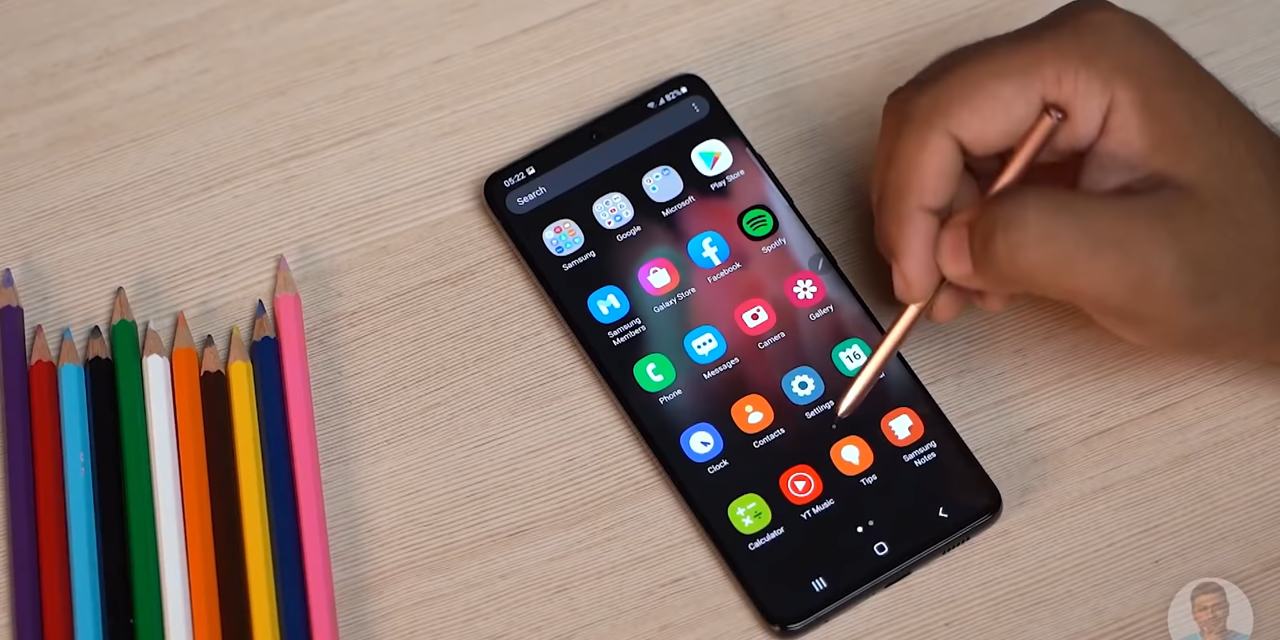 05:22
82%
Search
Samsung
Google
Microsoft
Play Store
Samsung
Members
Galaxy Store
Facebook
Spotify
Phone
Messages
Camera
Gallery
Clock
Contacts
Settings
16
Calculator
YT Music
Tips
Samsung
Notes